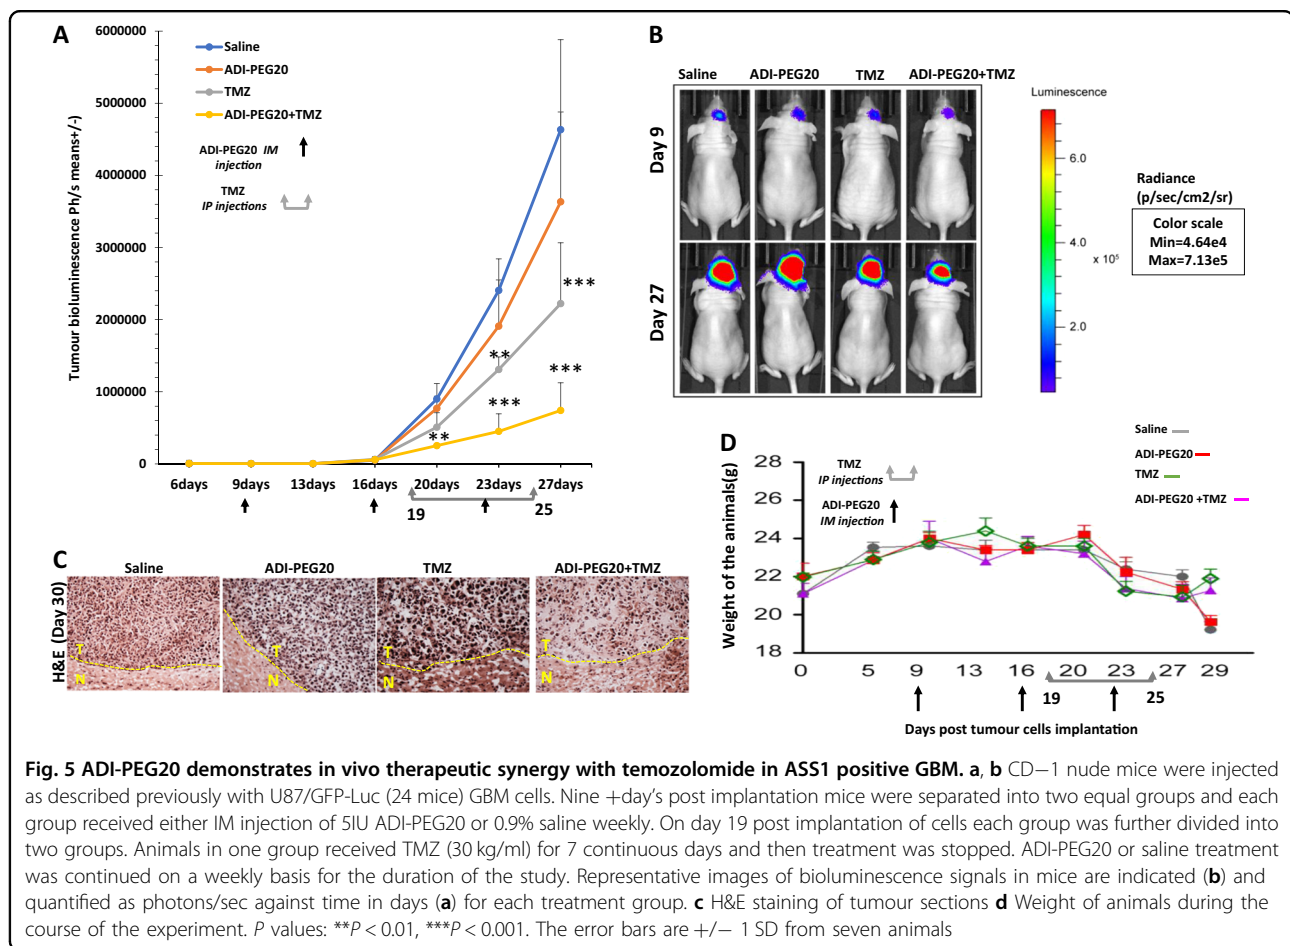 A
6000000
5000000
4000000
3000000
2000000
1000000
0
Tumour bioluminescence Ph/s means+/-)
Saline
ADI-PEG20
TMZ
ADI-PEG20+TMZ
ADI-PEG20 IM
injection
TMZ
IP injections
***
**
***
***
**
6days 9days 13days 16days 20days 23days 27days
19 25
B
Saline ADI-PEG20 TMZ ADI-PEG20+TMZ
Day 9
Day 27
Luminescence
6.0
4.0
x 10⁵
2.0
Radiance
(p/sec/cm2/sr)
Color scale
Min=4.64e4
Max=7.13e5
C
Saline ADI-PEG20 TMZ ADI-PEG20+TMZ
H&E (Day 30)
T
N
T
N
T
N
T
N
D
Saline
ADI-PEG20
TMZ
ADI-PEG20 +TMZ
TMZ
IP injections
ADI-PEG20
IM injection
Weight of the animals(g)
28
26
24
22
20
18
0 5 9 13 16 20 23 27 29
19 25
Days post tumour cells implantation
Fig. 5 ADI-PEG20 demonstrates in vivo therapeutic synergy with temozolomide in ASS1 positive GBM. a, b CD−1 nude mice were injected
as described previously with U87/GFP-Luc (24 mice) GBM cells. Nine +day's post implantation mice were separated into two equal groups and each
group received either IM injection of 5IU ADI-PEG20 or 0.9% saline weekly. On day 19 post implantation of cells each group was further divided into
two groups. Animals in one group received TMZ (30 kg/ml) for 7 continuous days and then treatment was stopped. ADI-PEG20 or saline treatment
was continued on a weekly basis for the duration of the study. Representative images of bioluminescence signals in mice are indicated (b) and
quantified as photons/sec against time in days (a) for each treatment group. c H&E staining of tumour sections d Weight of animals during the
course of the experiment. P values: **P < 0.01, ***P < 0.001. The error bars are +/− 1 SD from seven animals